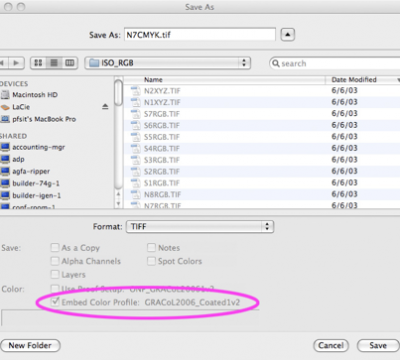 Save As
Save As: N7CMYK.tif
ISO_RGB
search
DEVICES
Macintosh HD
LaCie
pfsit's MacBook Pro
SHARED
accounting-mgr
adp
agfa-ripper
builder-74g-1
builder-igen-1
conf-room-1
Name Date Modified
N2XYZ.TIF 6/6/03
N1XYZ.TIF 6/6/03
S7RGB.TIF 6/6/03
S6RGB.TIF 6/6/03
S5RGB.TIF 6/6/03
S4RGB.TIF 6/6/03
S3RGB.TIF 6/6/03
S2RGB.TIF 6/6/03
S1RGB.TIF 6/6/03
N8RGB.TIF 6/6/03
N7RGB.TIF 6/6/03
Format: TIFF
Save: As a Copy Notes
Alpha Channels Spot Colors
Layers
Color: Use Proof Setup:
Embed Color Profile: GRACoL2006_Coated1v2
New Folder Cancel Save